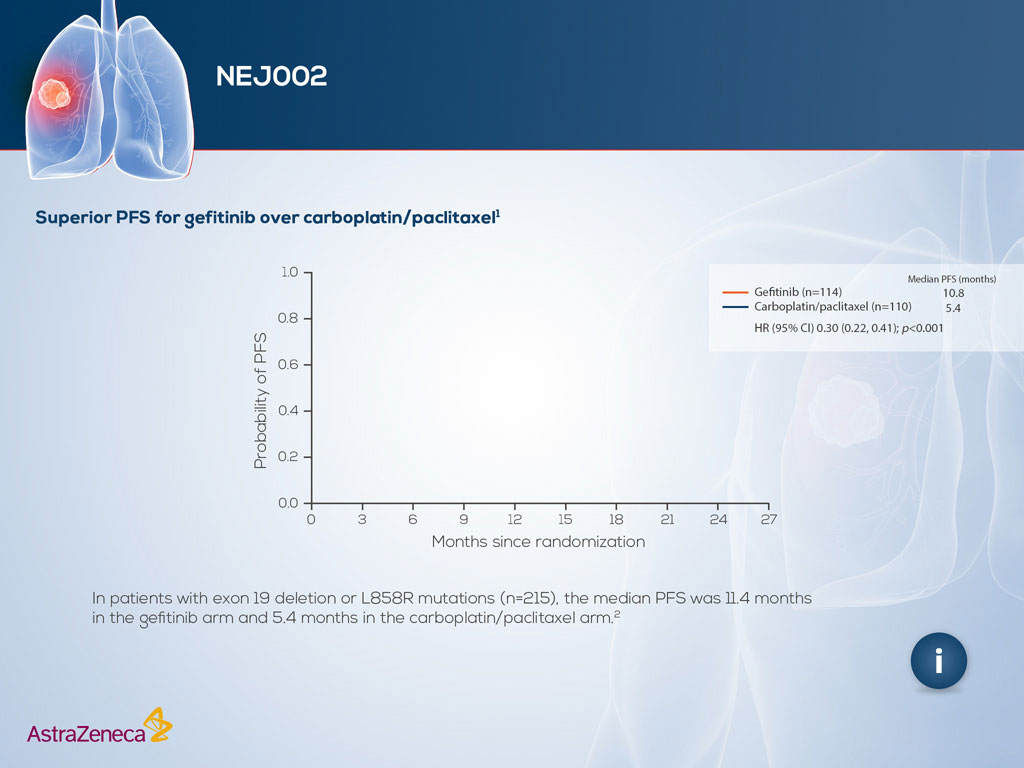 NEJ002
Superior PFS for gefitinib over carboplatin/paclitaxel¹
Median PFS (months)
Gefitinib (n=114) 10.8
Carboplatin/paclitaxel (n=110) 5.4
HR (95% CI) 0.30 (0.22, 0.41); p<0.001
Probability of PFS
1.0
0.8
0.6
0.4
0.2
0.0
0 3 6 9 12 15 18 21 24 27
Months since randomization
In patients with exon 19 deletion or L858R mutations (n=215), the median PFS was 11.4 months
in the gefitinib arm and 5.4 months in the carboplatin/paclitaxel arm.²
i
AstraZeneca